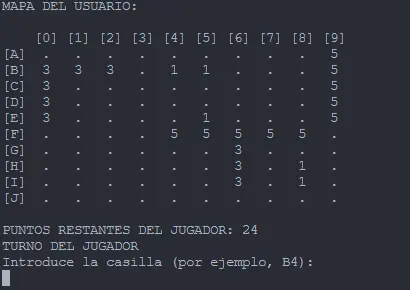 MAPA DEL USUARIO:
[0] [1] [2] [3] [4] [5] [6] [7] [8] [9]
[A] . . . . . . . . . 5
[B] 3 3 3 . 1 1 . . . 5
[C] 3 . . . . . . . . 5
[D] 3 . . . . . . . . 5
[E] 3 . . . . 1 . . . 5
[F] . . . . 5 5 5 5 5 .
[G] . . . . . . 3 . . .
[H] . . . . . . 3 . 1 .
[I] . . . . . . 3 . 1 .
[J] . . . . . . . . . .
PUNTOS RESTANTES DEL JUGADOR: 24
TURNO DEL JUGADOR
Introduce la casilla (por ejemplo, B4):